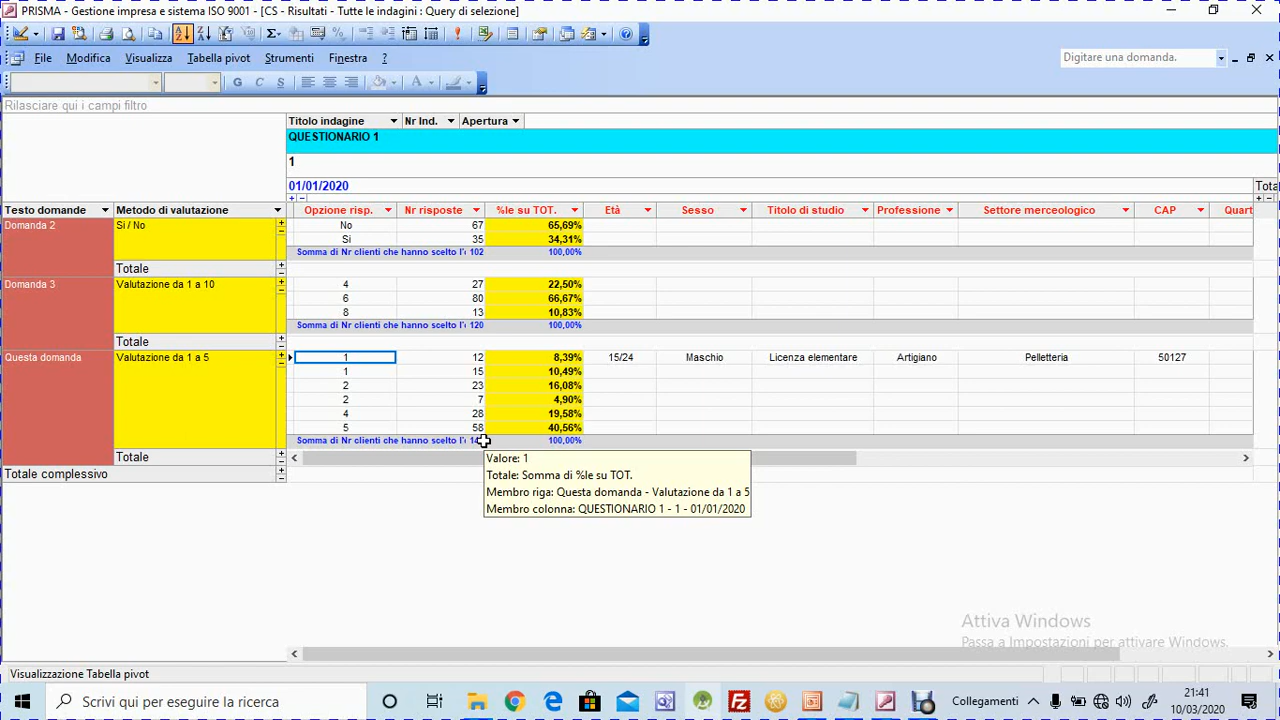 PRISMA - Gestione impresa e sistema ISO 9001 - [CS - Risultati - Tutte le indagini : Query di selezione]
File Modifica Visualizza Tabella pivot Strumenti Finestra ? Digitare una domanda.
G C S A
Rilasciare qui i campi filtro
Titolo indagine Nr Ind. Apertura
QUESTIONARIO 1
1
01/01/2020 Tota
Testo domande Metodo di valutazione Opzione risp. Nr risposte %le su TOT. Età Sesso Titolo di studio Professione Settore merceologico CAP Quart
Domanda 2 Si / No No 67 65,69%
Si 35 34,31%
Somma di Nr clienti che hanno scelto l'o 102 100,00%
Totale
Domanda 3 Valutazione da 1 a 10 4 27 22,50%
6 80 66,67%
8 13 10,83%
Somma di Nr clienti che hanno scelto l'o 120 100,00%
Totale
Questa domanda Valutazione da 1 a 5 1 12 8,39% 15/24 Maschio Licenza elementare Artigiano Pelletteria 50127
1 15 10,49%
2 23 16,08%
2 7 4,90%
4 28 19,58%
5 58 40,56%
Somma di Nr clienti che hanno scelto 100,00%
Totale
Totale complessivo
Valore: 1
Totale: Somma di %le su TOT.
Membro riga: Questa domanda - Valutazione da 1 a 5
Membro colonna: QUESTIONARIO 1 - 1 - 01/01/2020
Attiva Windows
Passa a Impostazioni per attivare Windows.
Visualizzazione Tabella pivot
Scrivi qui per eseguire la ricerca Collegamenti 21:41
10/03/2020